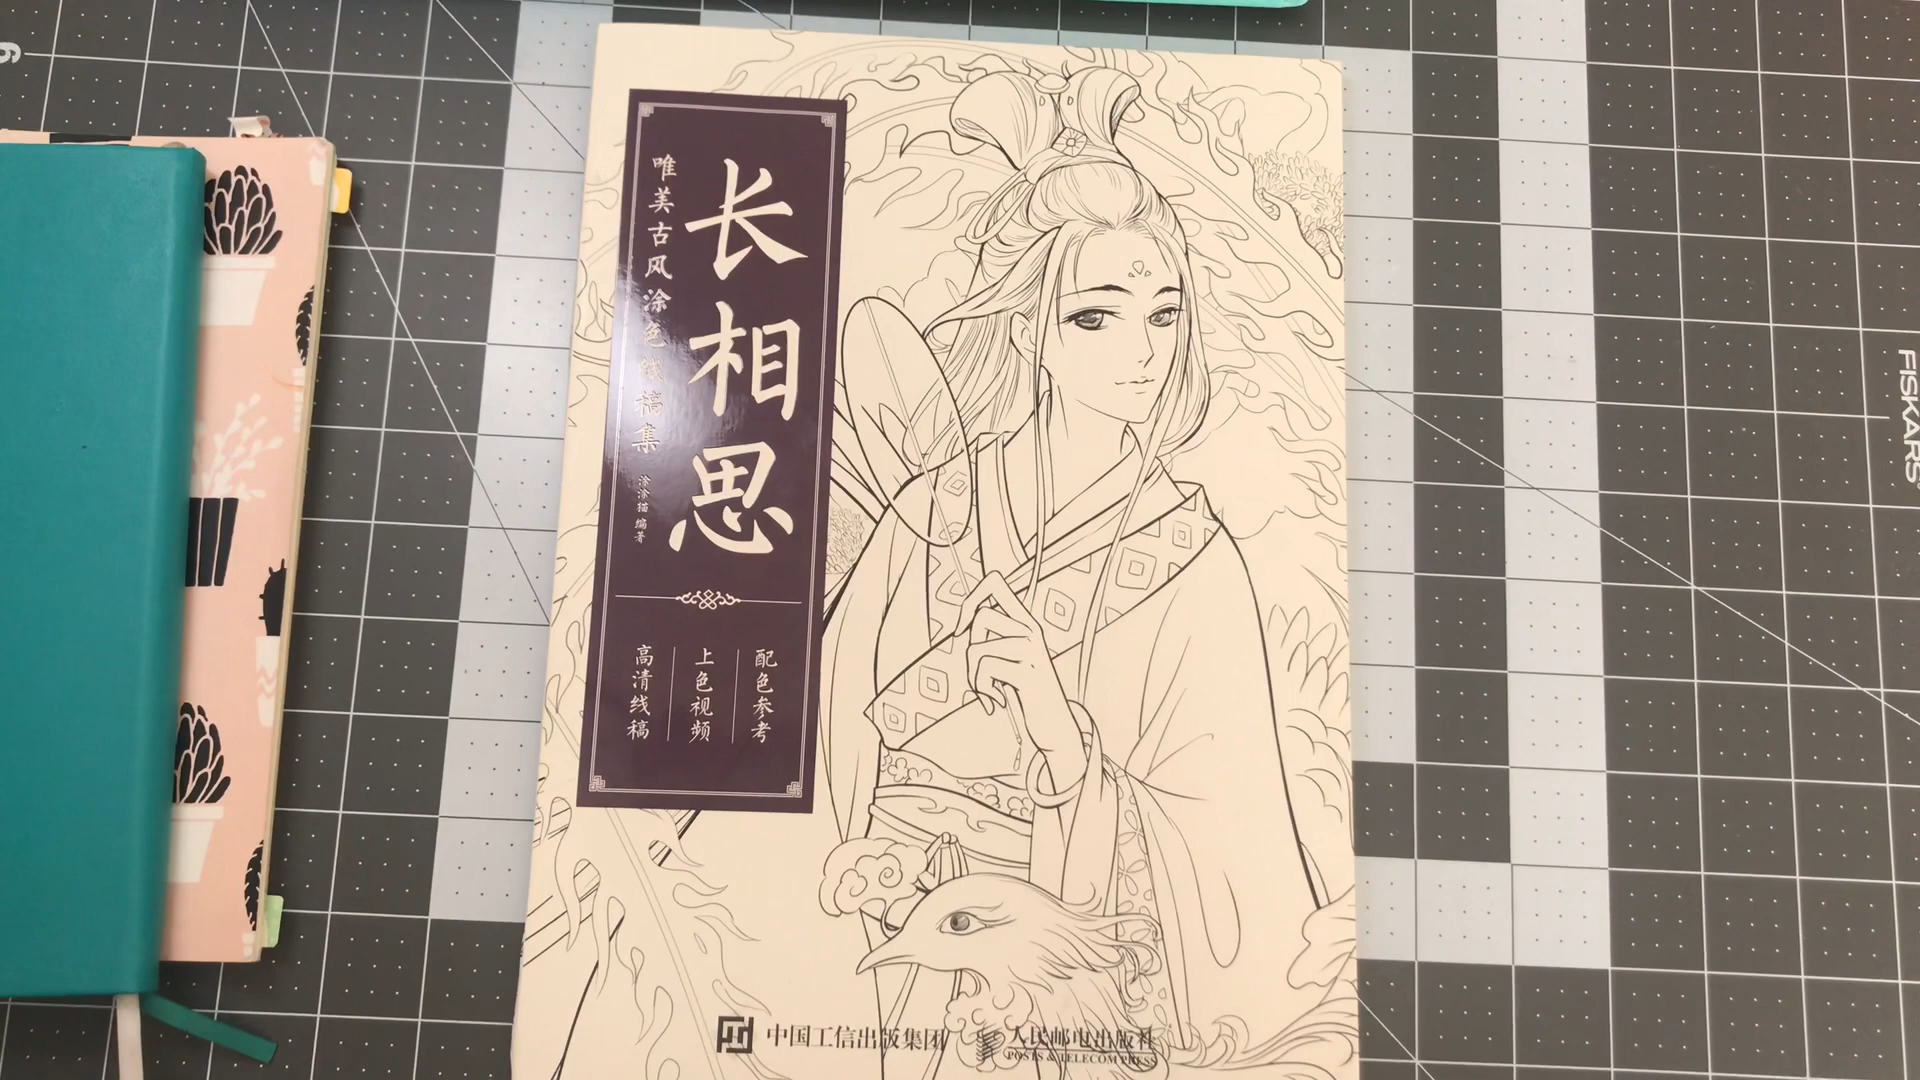 长相思
唯美古风涂色线稿集
涂涂猫 编著
配色参考
上色视频
高清线稿
中国工信出版集团
人民邮电出版社
POSTS & TELECOM PRESS
FISKARS
6